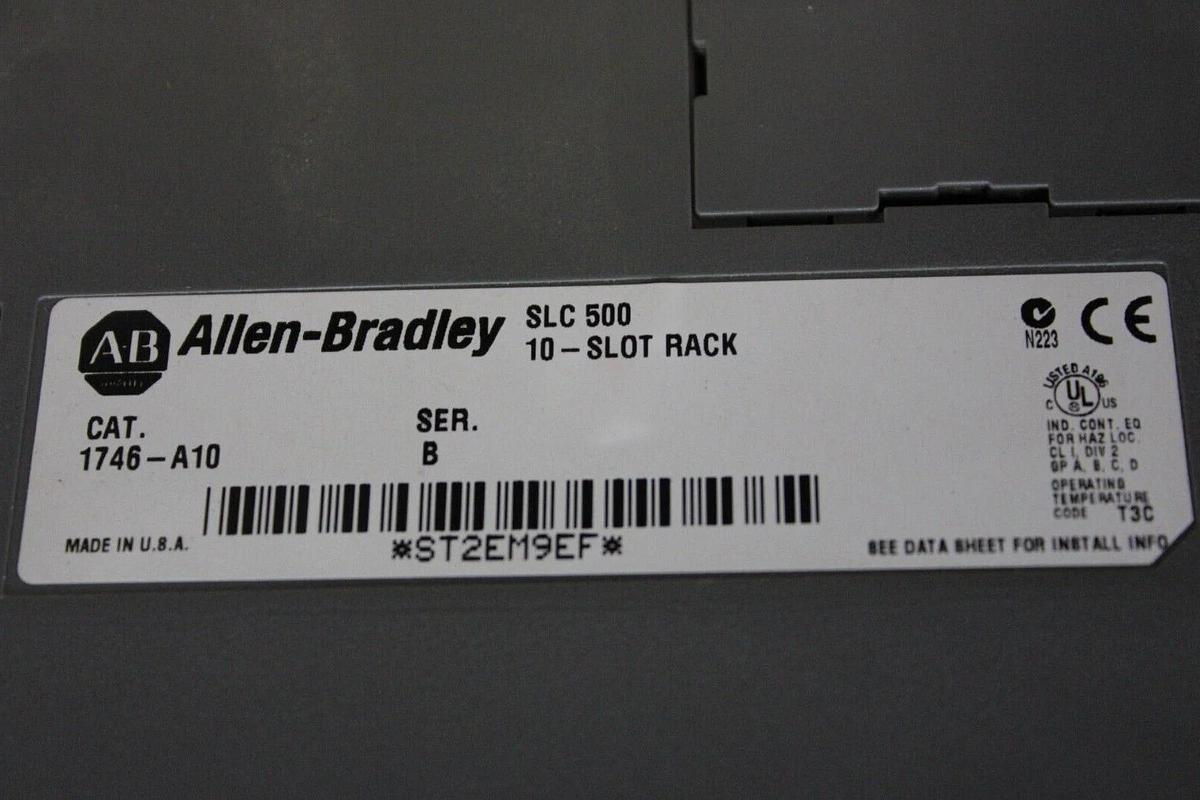 A-B
Allen-Bradley
SLC 500
10-SLOT RACK
CAT.
1746-A10
SER.
B
*ST2EM9EF*
MADE IN U.S.A.
N223
CE
LISTED A196
C UL US
IND. CONT. EQ
FOR HAZ LOC.
CL I, DIV 2
GP A, B, C, D
OPERATING
TEMPERATURE
CODE T3C
SEE DATA SHEET FOR INSTALL INFO